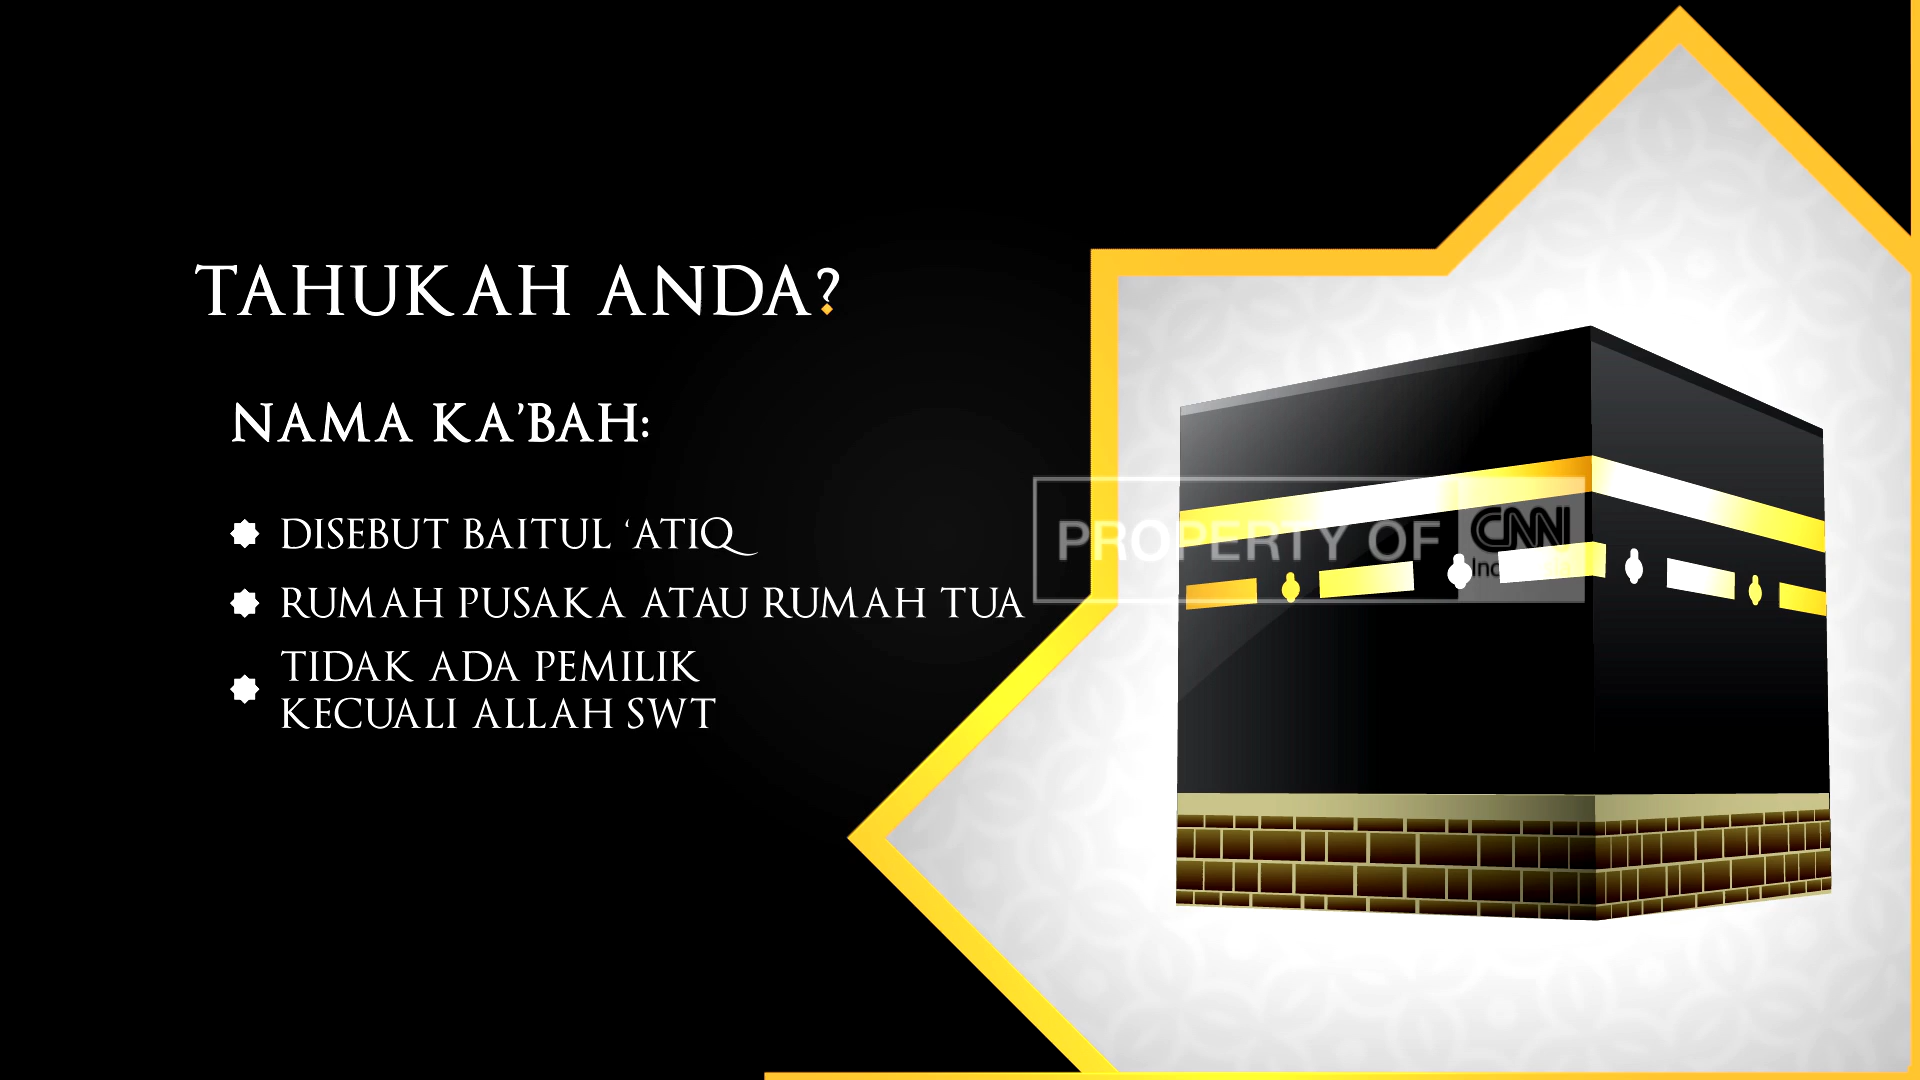 TAHUKAH ANDA?
NAMA KA'BAH:
DISEBUT BAITUL ‘ATIQ
RUMAH PUSAKA ATAU RUMAH TUA
TIDAK ADA PEMILIK
KECUALI ALLAH SWT
PROPERTY OF CNN